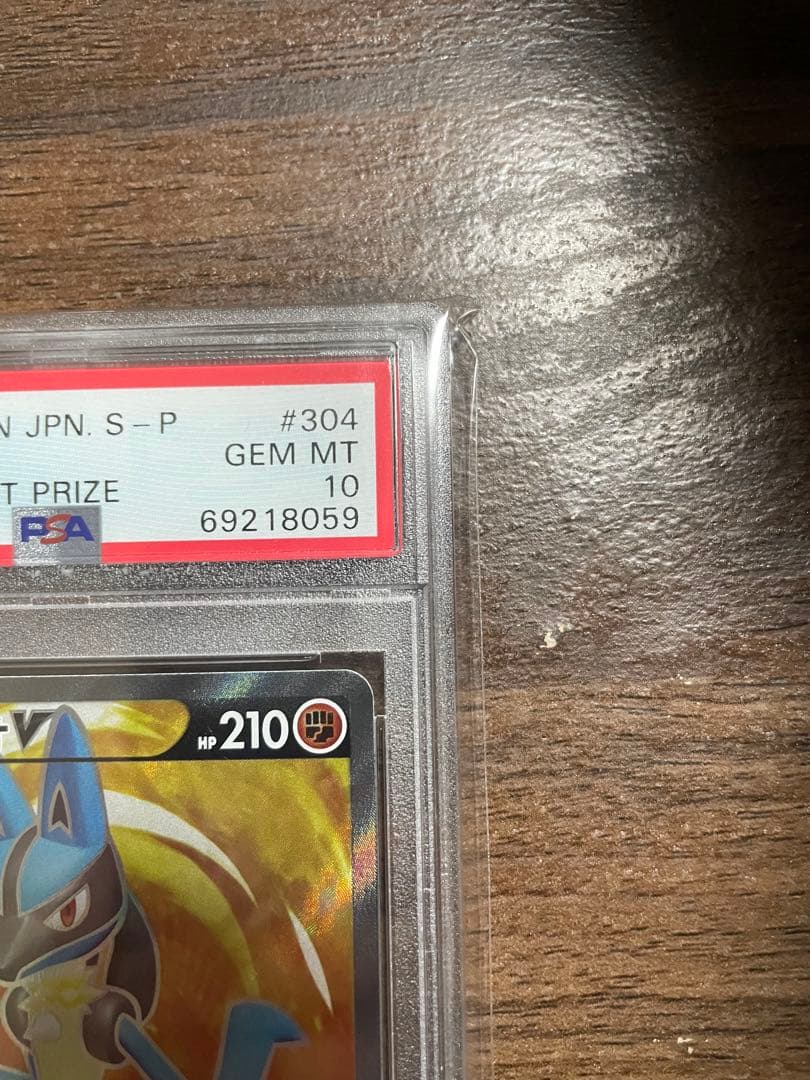 N JPN. S-P #304
GEM MT
T PRIZE 10
PSA 69218059
V HP 210